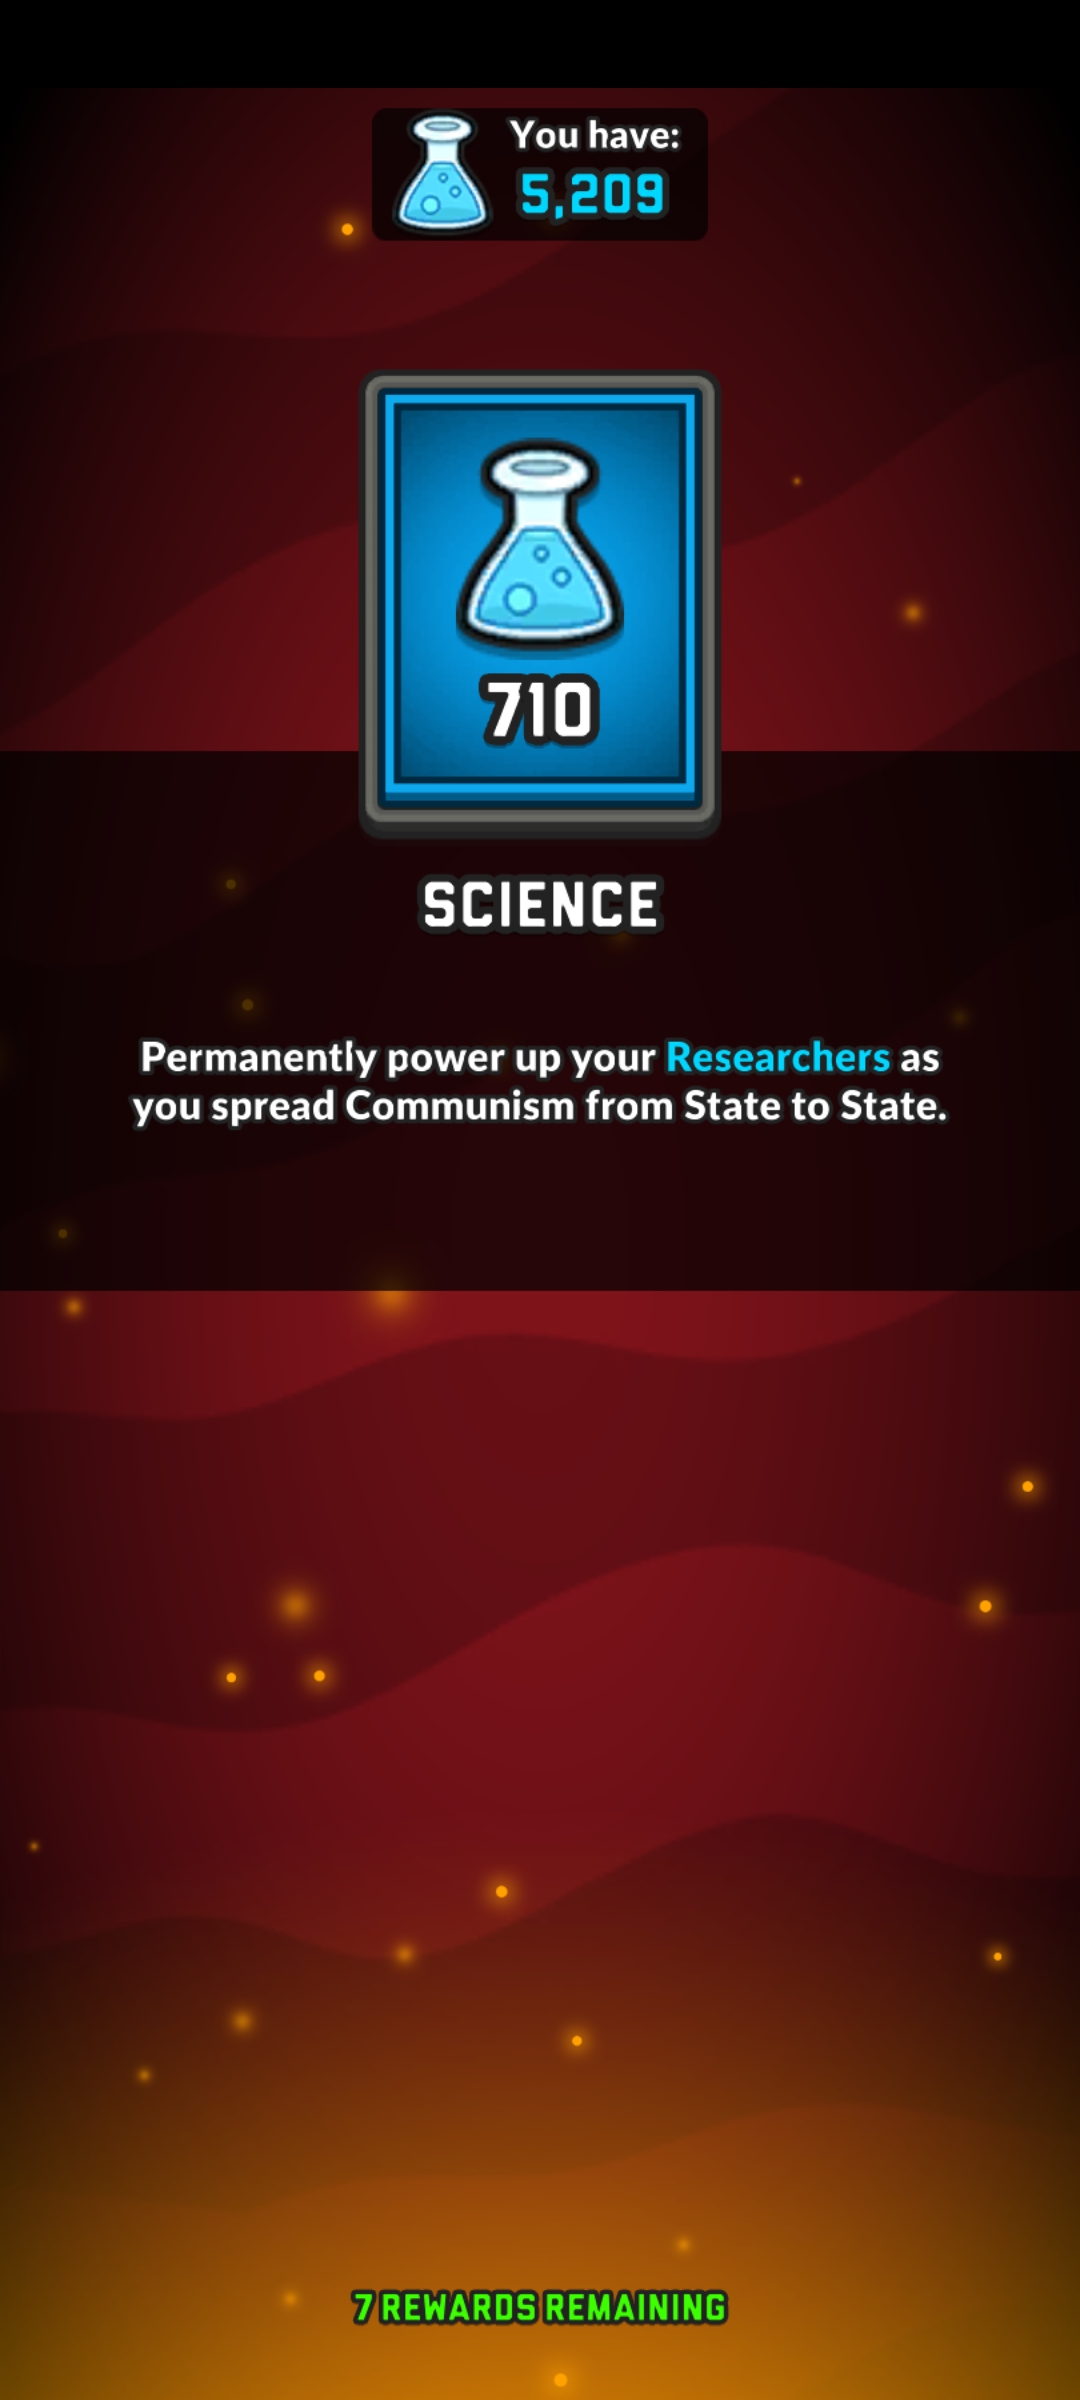 You have:
5,209
710
SCIENCE
Permanently power up your Researchers as
you spread Communism from State to State.
7 REWARDS REMAINING